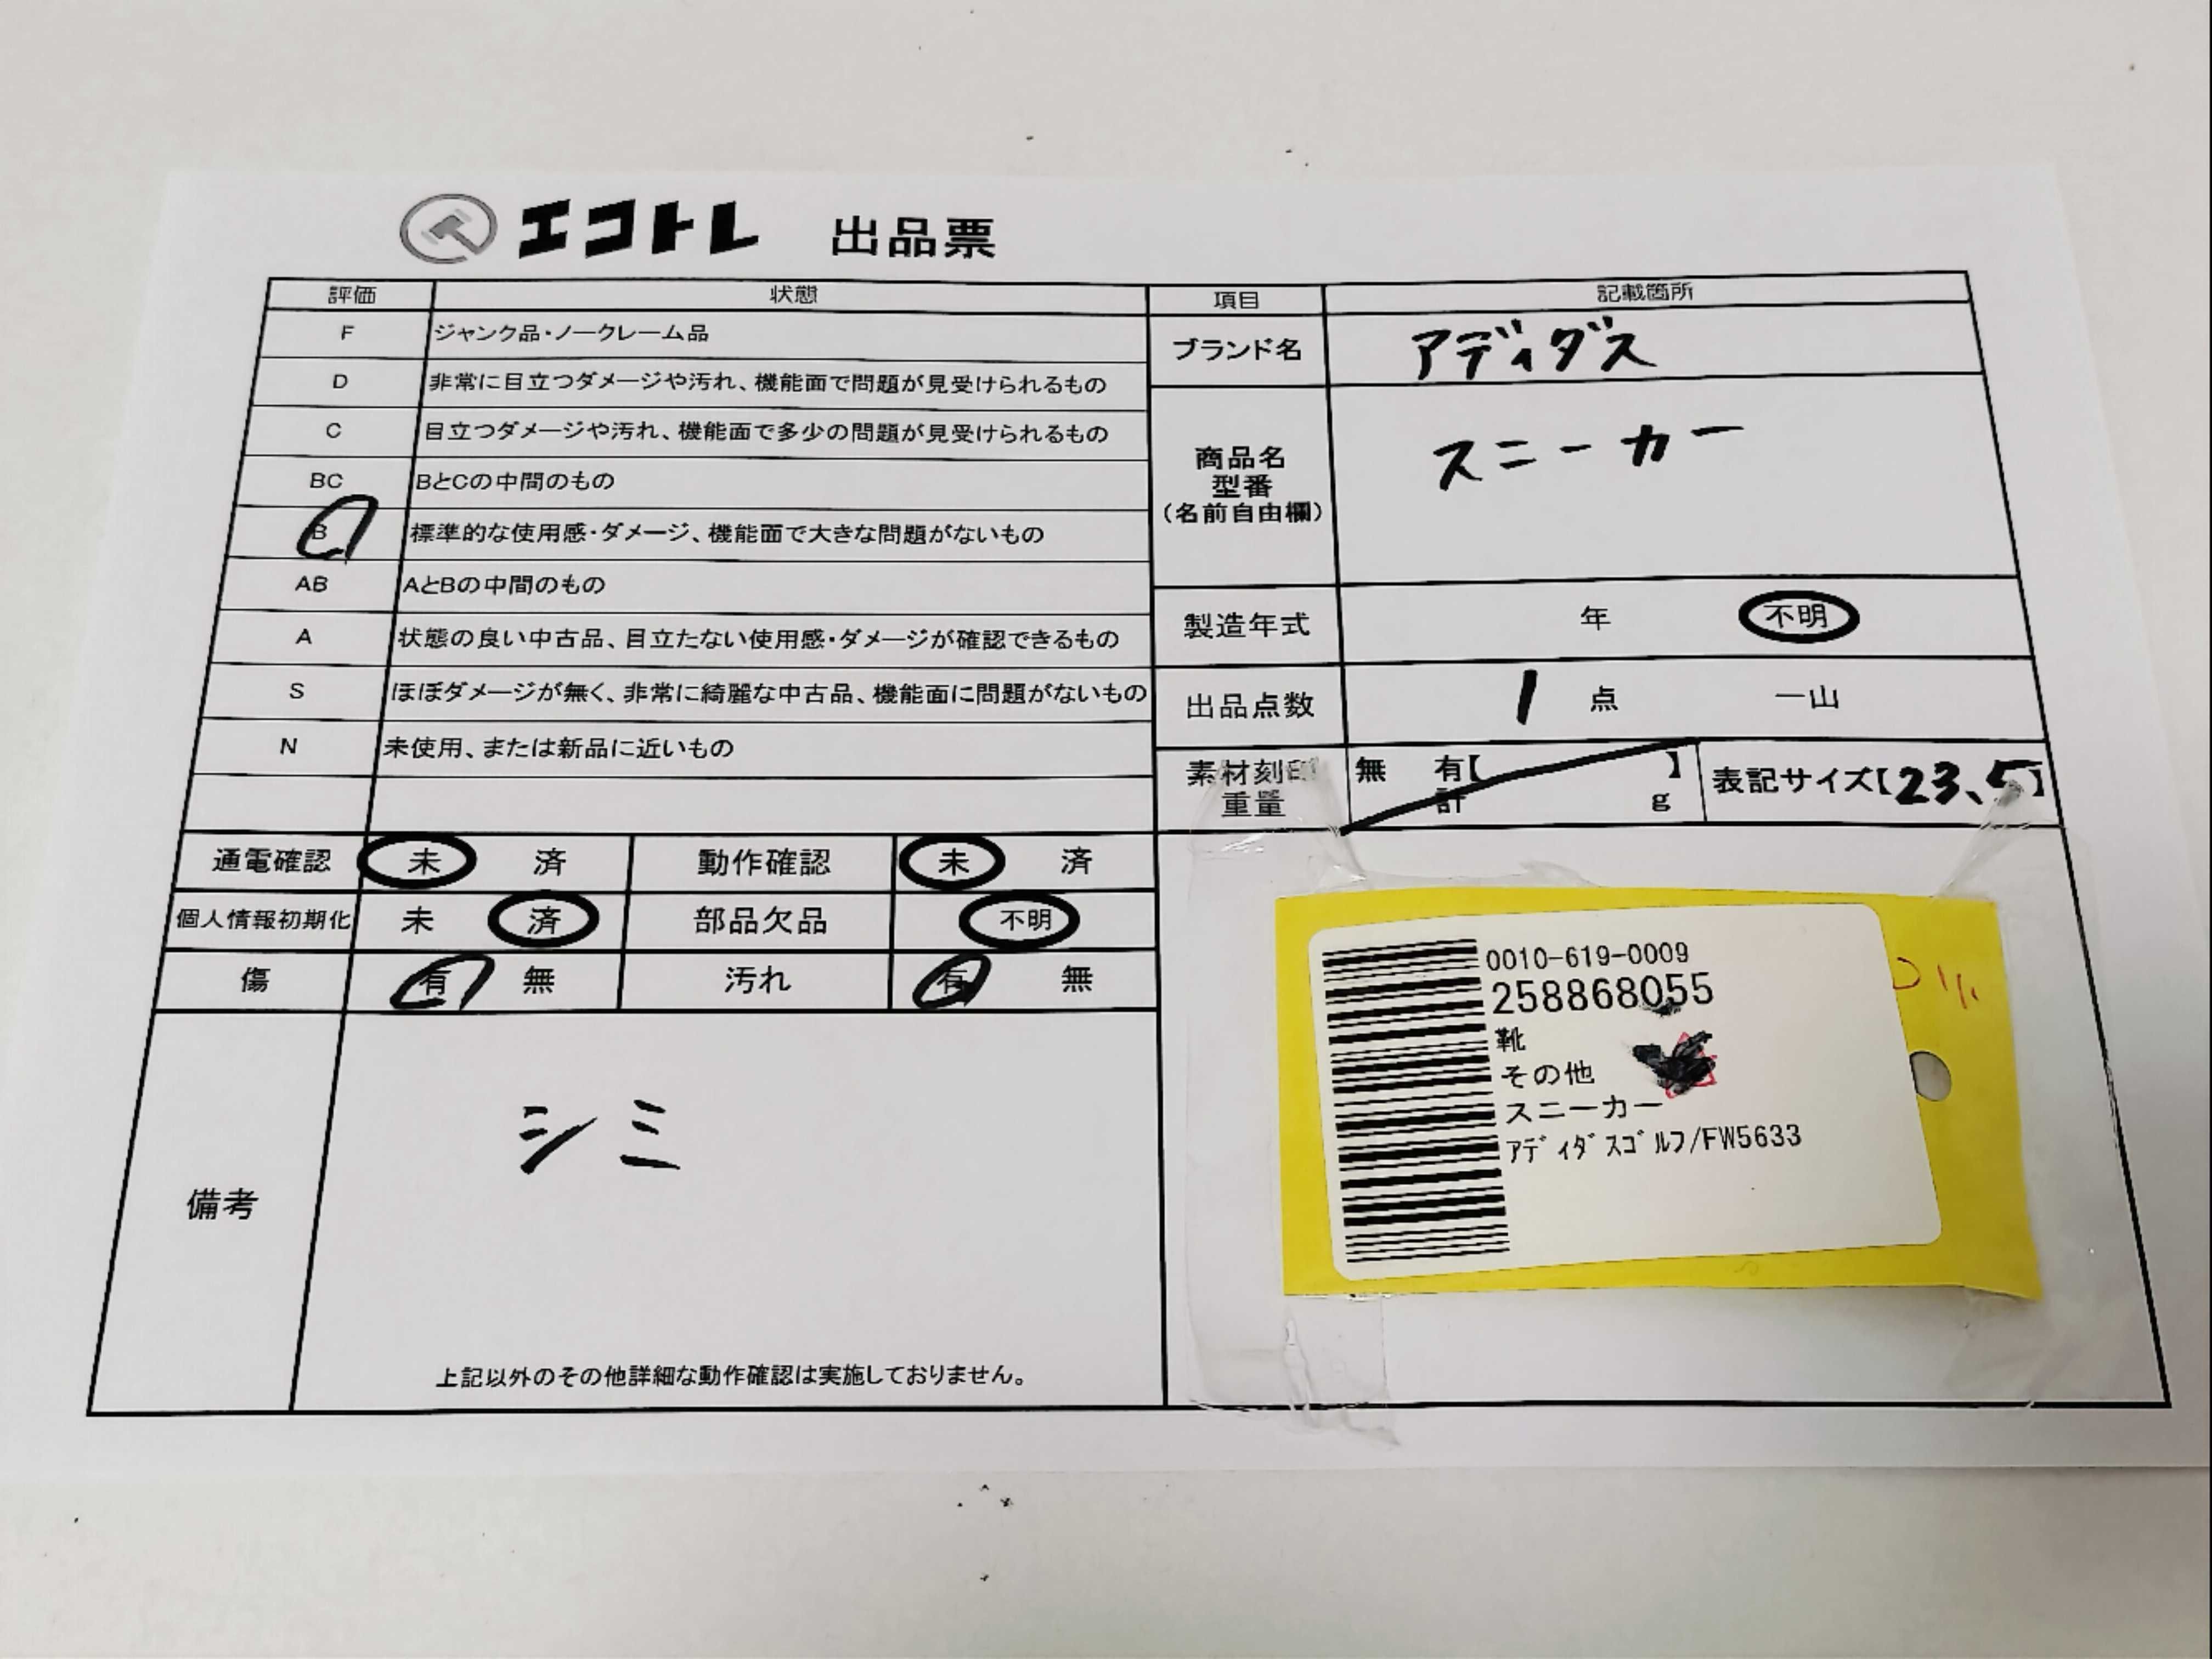 エコトレ 出品票
評価 状態
F ジャンク品・ノークレーム品
D 非常に目立つダメージや汚れ、機能面で問題が見受けられるもの
C 目立つダメージや汚れ、機能面で多少の問題が見受けられるもの
BC BとCの中間のもの
B 標準的な使用感・ダメージ、機能面で大きな問題がないもの
AB AとBの中間のもの
A 状態の良い中古品、目立たない使用感・ダメージが確認できるもの
S ほぼダメージが無く、非常に綺麗な中古品、機能面に問題がないもの
N 未使用、または新品に近いもの
通電確認 未 済 動作確認 未 済
個人情報初期化 未 済 部品欠品 不明
傷 有 無 汚れ 有 無
備考
シミ
上記以外のその他詳細な動作確認は実施しておりません。
項目 記載箇所
ブランド名 アディダス
商品名
型番
(名前自由欄)
スニーカー
製造年式 年 不明
出品点数 1 点 一山
素材刻印 無 有【 】
重量 計 g
表記サイズ【23.5】
0010-619-0009
258868055
靴
その他
スニーカー
ｱﾃﾞｨﾀﾞｽｺﾞﾙﾌ/FW5633